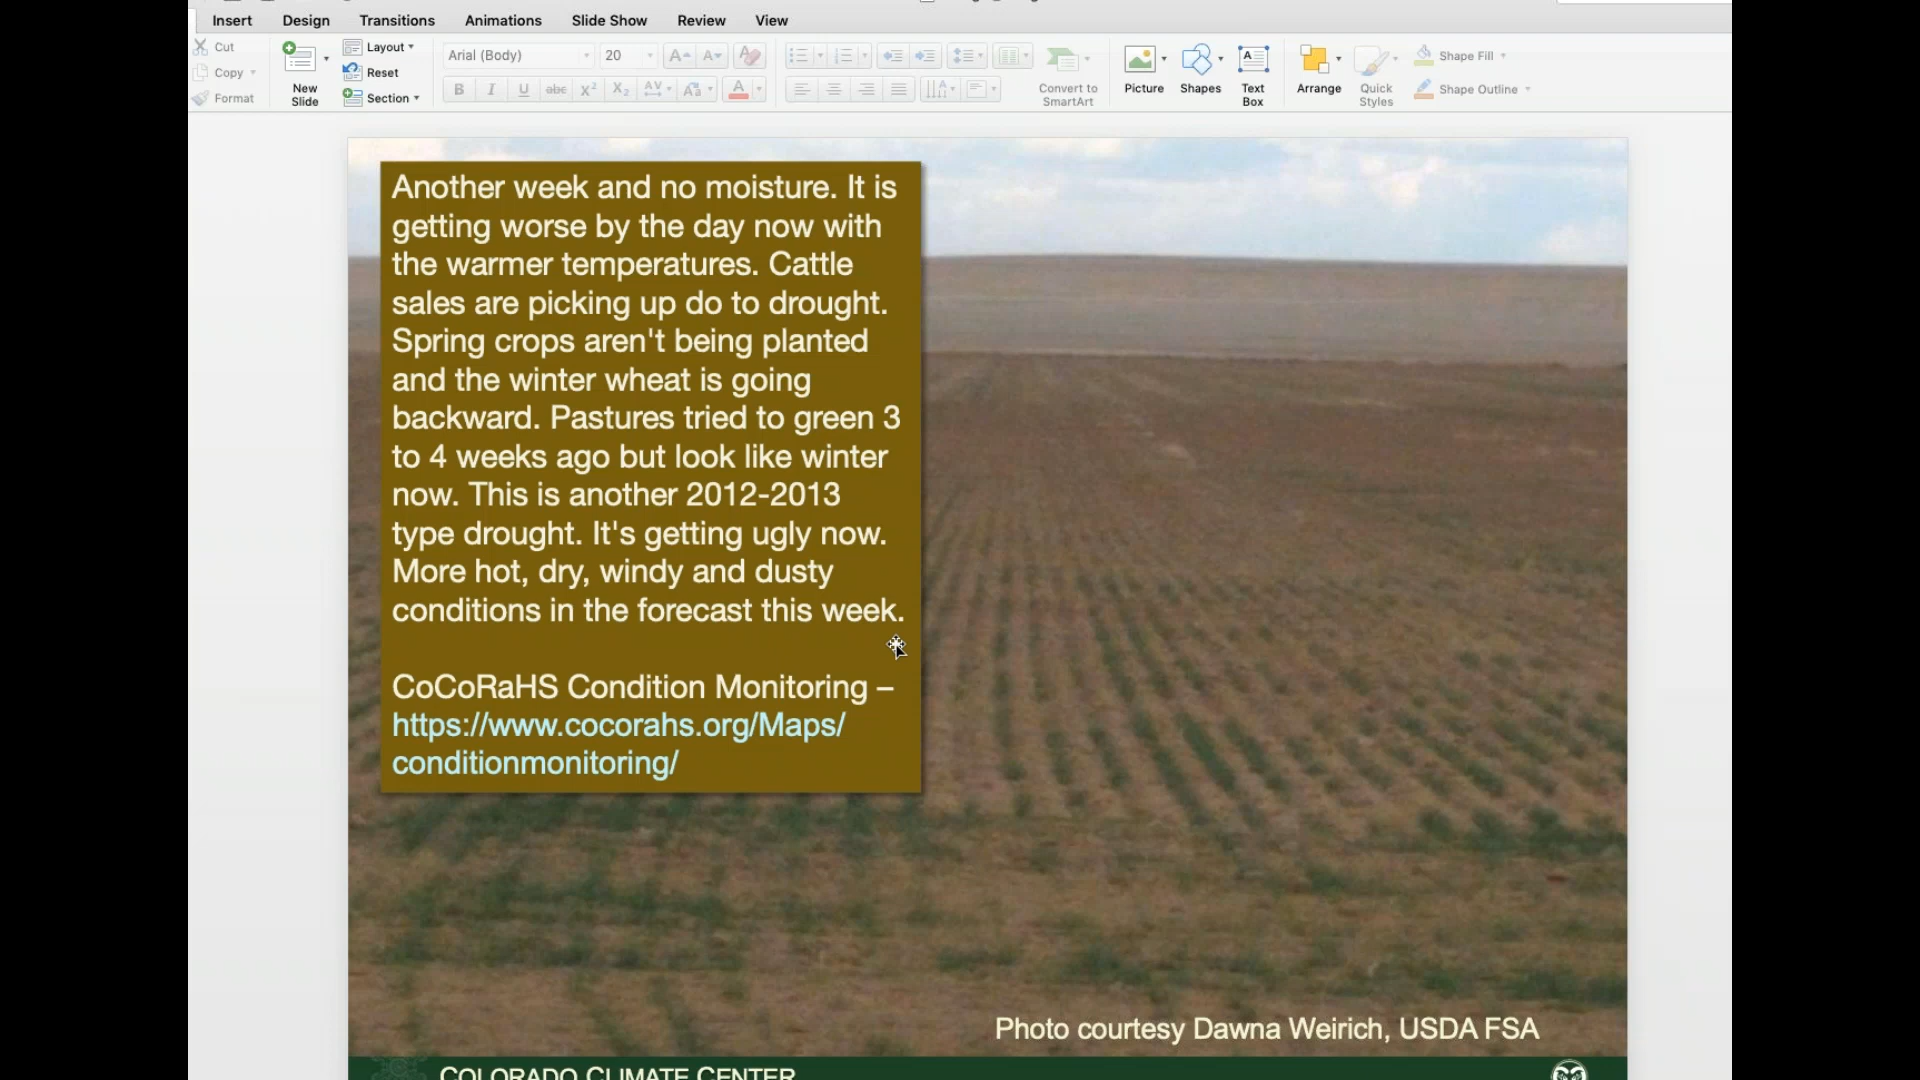 Insert Design Transitions Animations Slide Show Review View
Cut
Copy
Format
New
Slide
Layout
Reset
Section
Arial (Body) 20
Convert to
SmartArt
Picture
Shapes
Text
Box
Arrange
Quick
Styles
Shape Fill
Shape Outline
Another week and no moisture. It is
getting worse by the day now with
the warmer temperatures. Cattle
sales are picking up do to drought.
Spring crops aren't being planted
and the winter wheat is going
backward. Pastures tried to green 3
to 4 weeks ago but look like winter
now. This is another 2012-2013
type drought. It's getting ugly now.
More hot, dry, windy and dusty
conditions in the forecast this week.
CoCoRaHS Condition Monitoring –
https://www.cocorahs.org/Maps/
conditionmonitoring/
Photo courtesy Dawna Weirich, USDA FSA
COLORADO CLIMATE CENTER